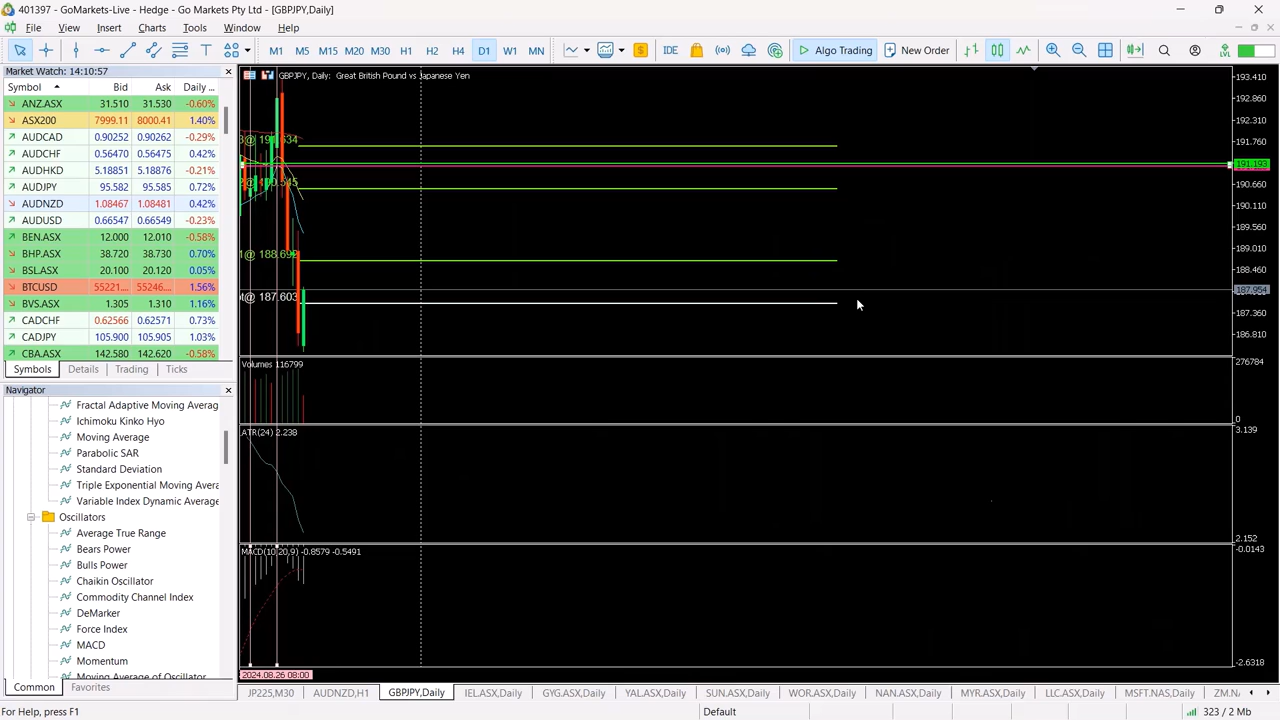 401397 - GoMarkets-Live - Hedge - Go Markets Pty Ltd - [GBPJPY,Daily]
File View Insert Charts Tools Window Help
M1 M5 M15 M20 M30 H1 H2 H4 D1 W1 MN IDE Algo Trading New Order LVL
Market Watch: 14:10:57
Symbol Bid Ask Daily ...
ANZ.ASX 31.510 31.530 -0.60%
ASX200 7999.11 8000.41 1.40%
AUDCAD 0.90252 0.90262 -0.29%
AUDCHF 0.56470 0.56475 0.42%
AUDHKD 5.18851 5.18876 -0.21%
AUDJPY 95.582 95.585 0.72%
AUDNZD 1.08467 1.08481 0.42%
AUDUSD 0.66547 0.66549 -0.23%
BEN.ASX 12.000 12.010 -0.58%
BHP.ASX 38.720 38.730 0.70%
BSL.ASX 20.100 20.120 0.05%
BTCUSD 55221.... 55246.... 1.56%
BVS.ASX 1.305 1.310 1.16%
CADCHF 0.62566 0.62571 0.73%
CADJPY 105.900 105.905 1.03%
CBA.ASX 142.580 142.620 -0.58%
Symbols Details Trading Ticks
Navigator
Fractal Adaptive Moving Averag
Ichimoku Kinko Hyo
Moving Average
Parabolic SAR
Standard Deviation
Triple Exponential Moving Avera
Variable Index Dynamic Average
Oscillators
Average True Range
Bears Power
Bulls Power
Chaikin Oscillator
Commodity Channel Index
DeMarker
Force Index
MACD
Momentum
Moving Average of Oscillator
Common Favorites
GBPJPY, Daily: Great British Pound vs Japanese Yen
@ 187.603
193.410
192.860
192.310
191.760
191.193
190.660
190.110
189.560
189.010
188.460
187.954
187.360
186.810
Volumes 116799
276784
0
ATR(24) 2.238
3.139
2.152
MACD(10,20,9) -0.8579 -0.5491
-0.0143
-2.6318
2024.08.26 08:00
JP225,M30 AUDNZD,H1 GBPJPY,Daily IEL.ASX,Daily GYG.ASX,Daily YAL.ASX,Daily SUN.ASX,Daily WOR.ASX,Daily NAN.ASX,Daily MYR.ASX,Daily LLC.ASX,Daily MSFT.NAS,Daily ZM.N
For Help, press F1 Default 323 / 2 Mb